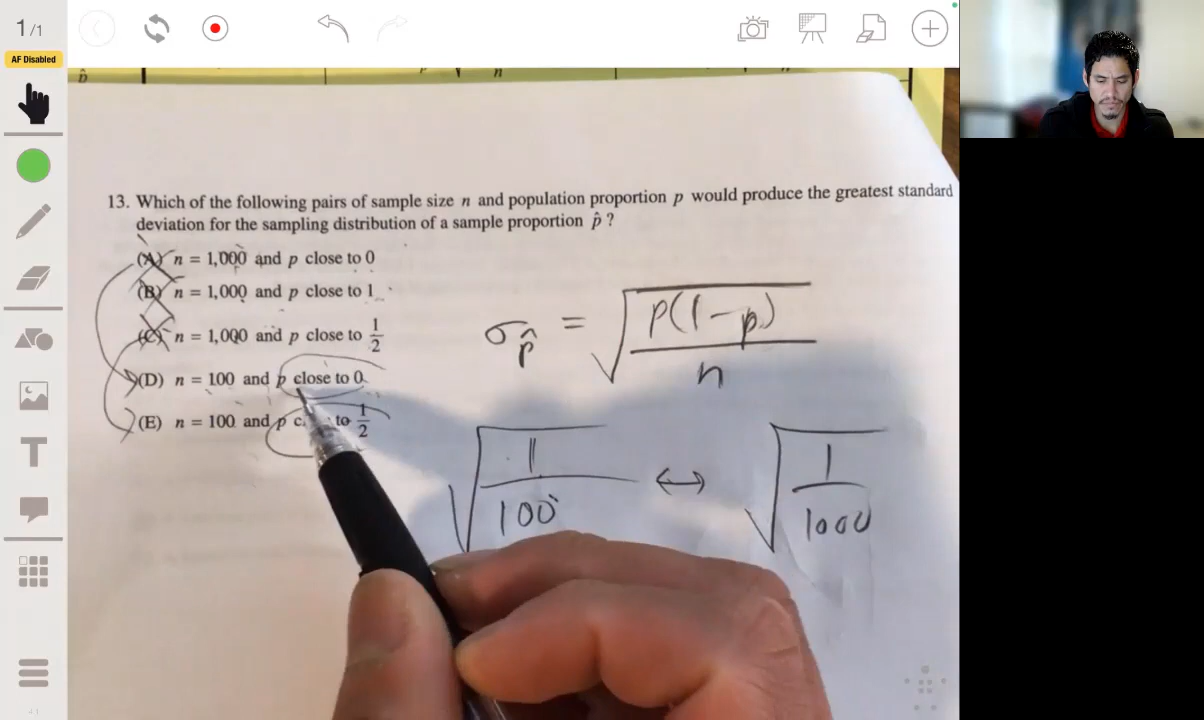 1/1
AF Disabled
T
p̂
n
13. Which of the following pairs of sample size n and population proportion p would produce the greatest standard
deviation for the sampling distribution of a sample proportion p̂ ?
(A) n = 1,000 and p close to 0
(B) n = 1,000 and p close to 1
(C) n = 1,000 and p close to 1/2
(D) n = 100 and p close to 0
(E) n = 100 and p to 1/2
σp̂ = √p(1-p)/n
√1/100 ↔ √1/1000